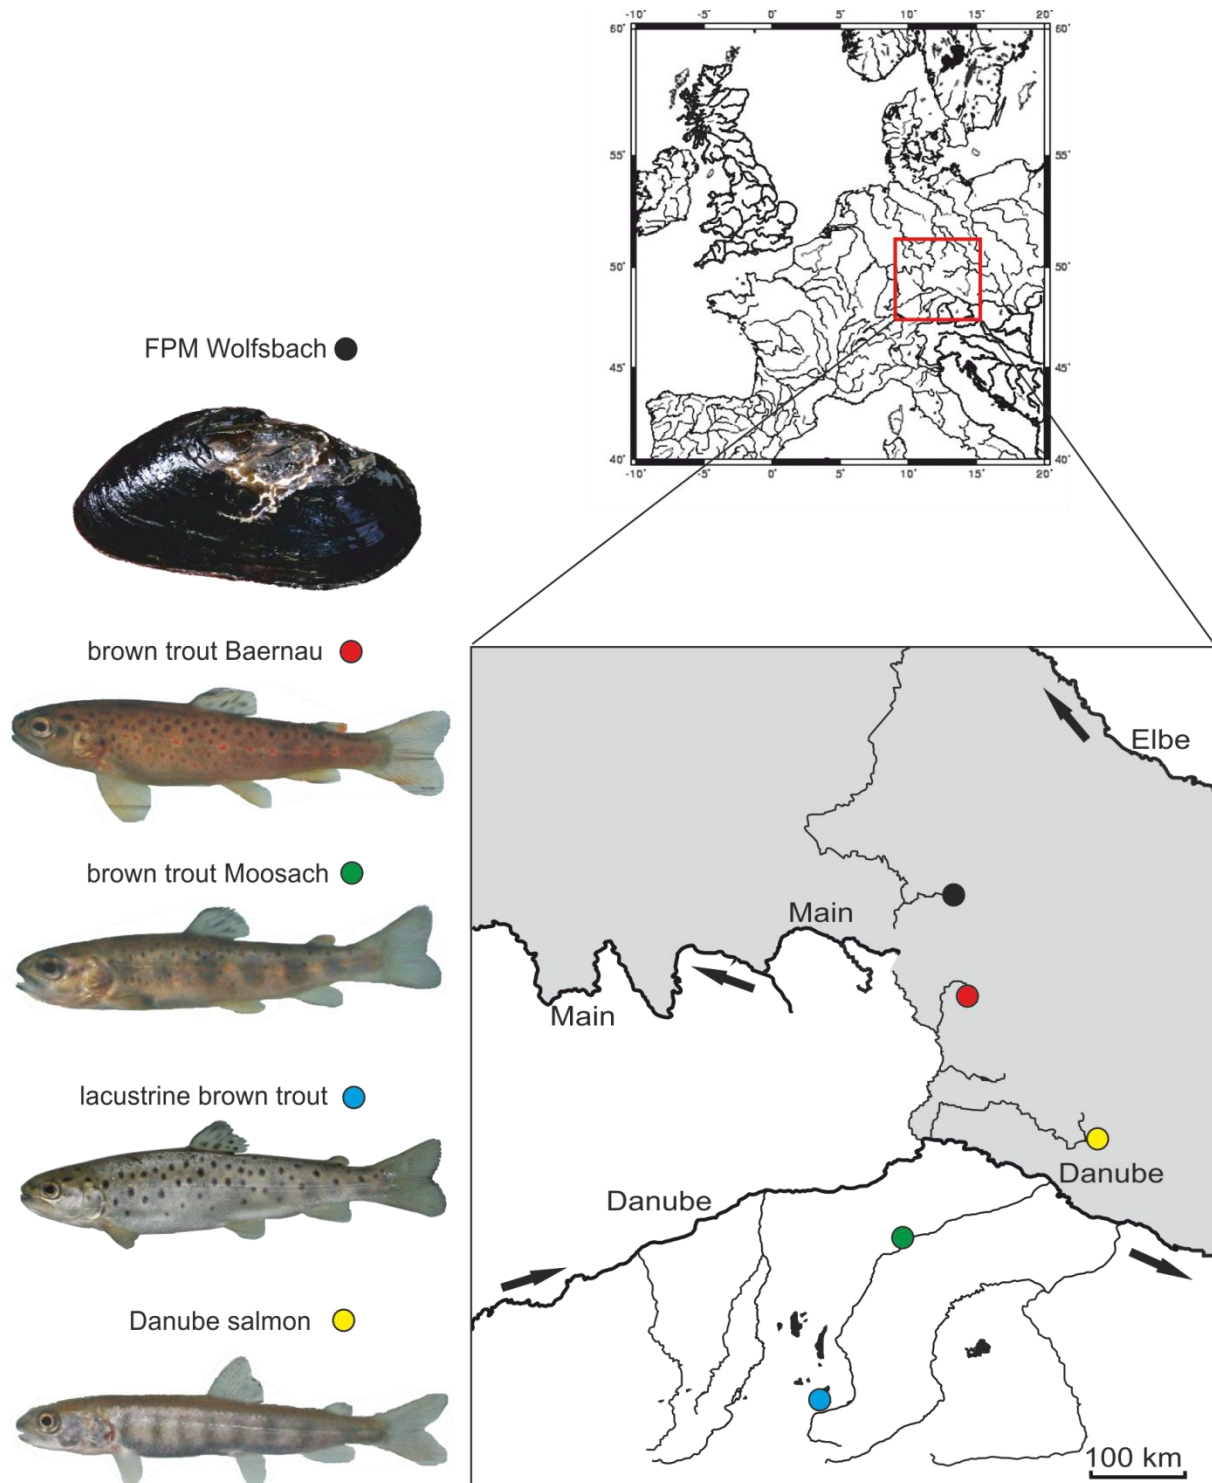 -10° -5° 0° 5° 10° 15° 20°
60°
55°
50°
45°
40°
60°
55°
50°
45°
40°
-10° -5° 0° 5° 10° 15° 20°
FPM Wolfsbach
brown trout Baernau
brown trout Moosach
lacustrine brown trout
Danube salmon
Elbe
Main
Main
Danube
Danube
100 km